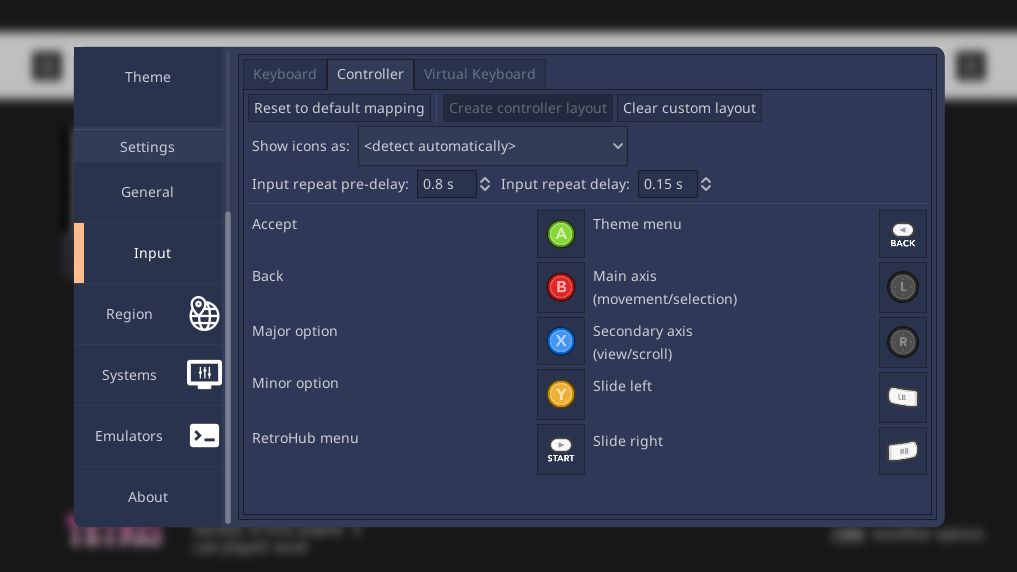 Theme
Settings
General
Input
Region
Systems
Emulators
About
Keyboard
Controller
Virtual Keyboard
Reset to default mapping
Create controller layout
Clear custom layout
Show icons as:
<detect automatically>
Input repeat pre-delay:
0.8 s
Input repeat delay:
0.15 s
Accept
A
Theme menu
BACK
Back
B
Main axis
(movement/selection)
L
Major option
X
Secondary axis
(view/scroll)
R
Minor option
Y
Slide left
LB
RetroHub menu
START
Slide right
RB